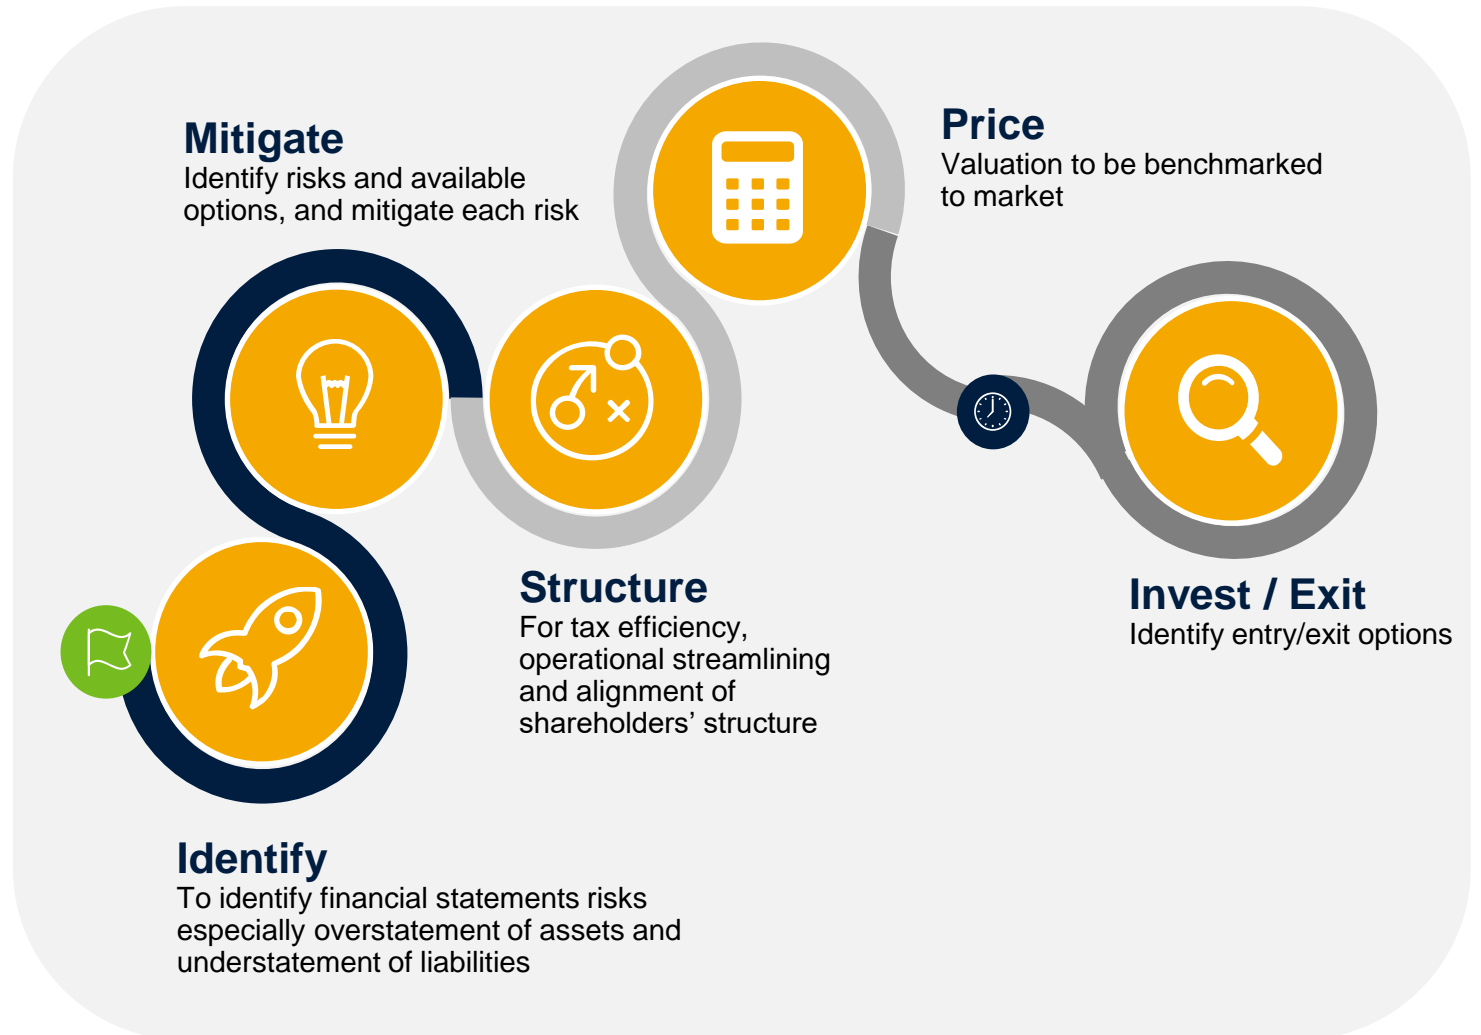 Mitigate
Identify risks and available
options, and mitigate each risk
Price
Valuation to be benchmarked
to market
Structure
For tax efficiency,
operational streamlining
and alignment of
shareholders’ structure
Invest / Exit
Identify entry/exit options
Identify
To identify financial statements risks
especially overstatement of assets and
understatement of liabilities